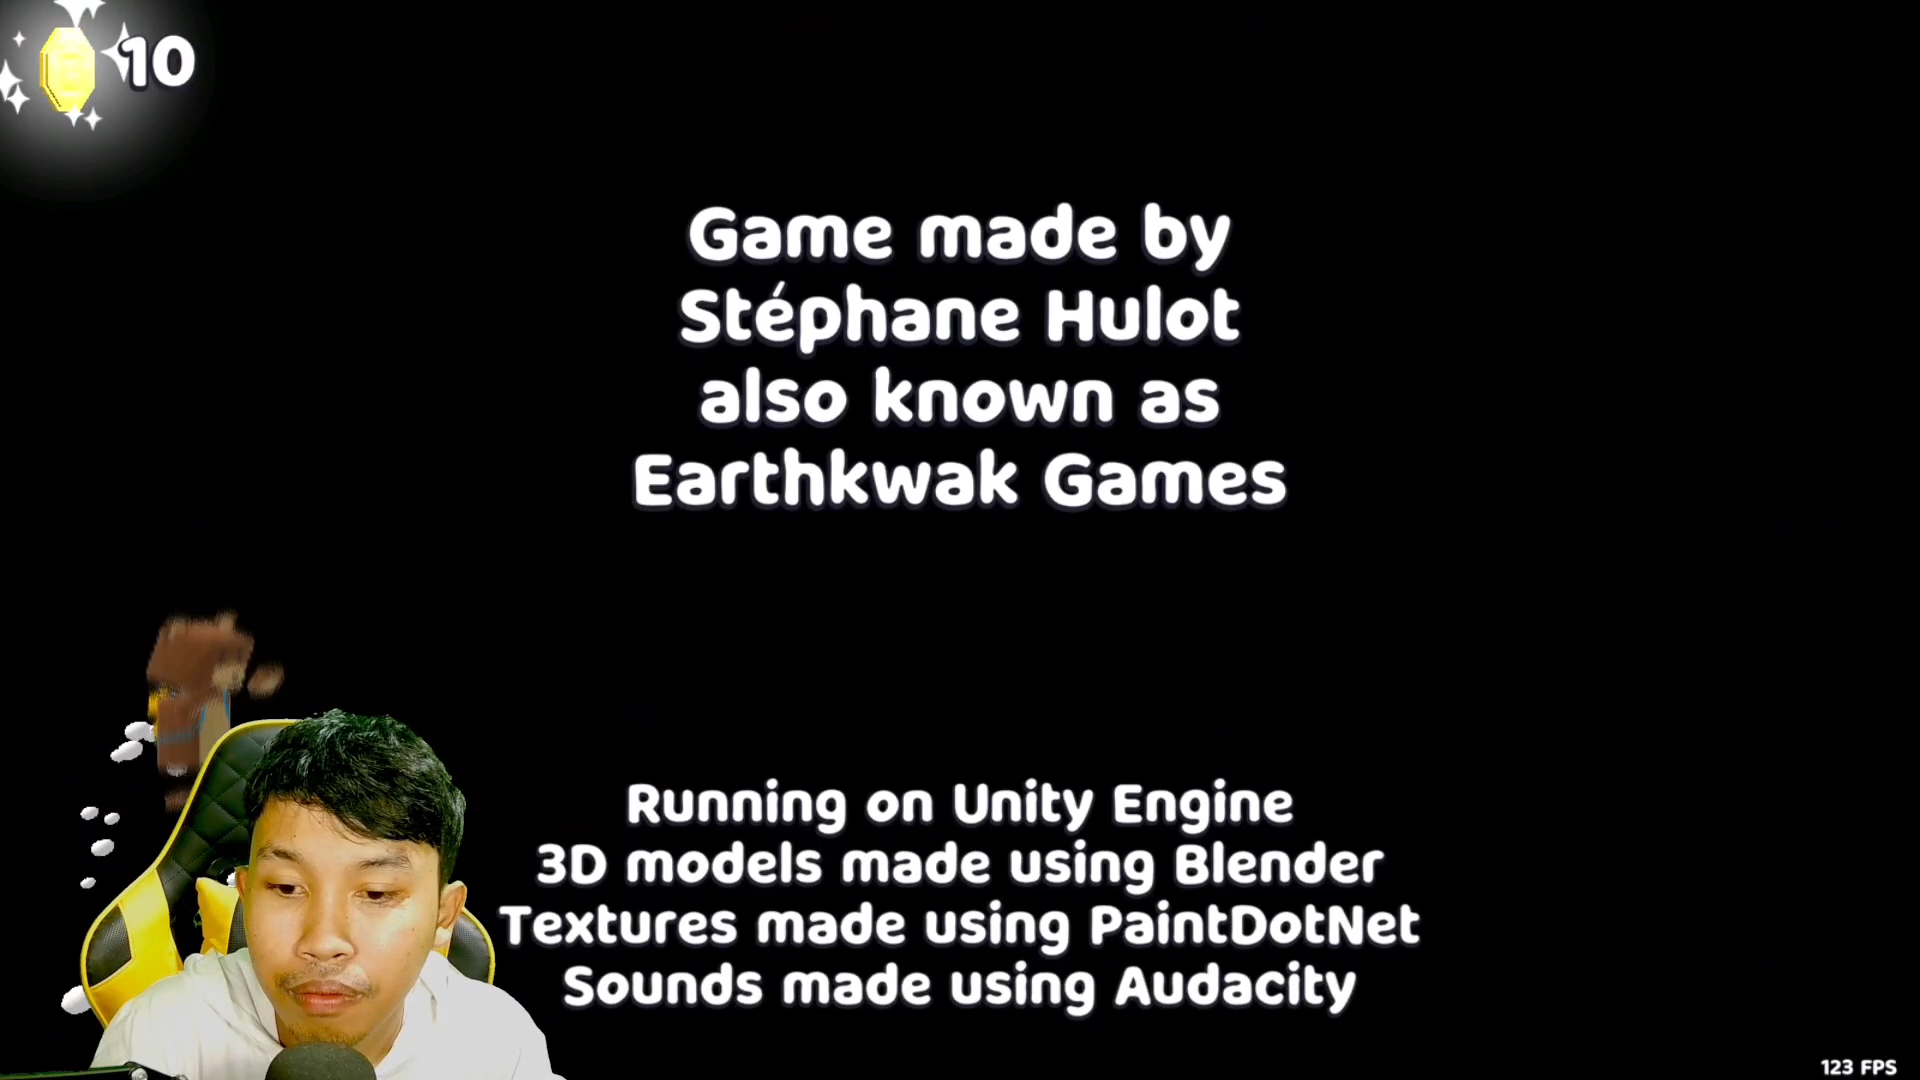 10
Game made by
Stéphane Hulot
also known as
Earthkwak Games
Running on Unity Engine
3D models made using Blender
Textures made using PaintDotNet
Sounds made using Audacity
123 FPS